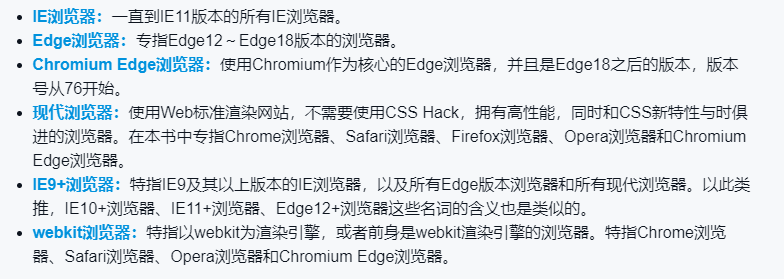 IE浏览器：一直到IE11版本的所有IE浏览器。
Edge浏览器：专指Edge12～Edge18版本的浏览器。
Chromium Edge浏览器：使用Chromium作为核心的Edge浏览器，并且是Edge18之后的版本，版本
号从76开始。
现代浏览器：使用Web标准渲染网站，不需要使用CSS Hack，拥有高性能，同时和CSS新特性与时俱
进的浏览器。在本书中专指Chrome浏览器、Safari浏览器、Firefox浏览器、Opera浏览器和Chromium
Edge浏览器。
IE9+浏览器：特指IE9及其以上版本的IE浏览器，以及所有Edge版本浏览器和所有现代浏览器。以此类
推，IE10+浏览器、IE11+浏览器、Edge12+浏览器这些名词的含义也是类似的。
webkit浏览器：特指以webkit为渲染引擎，或者前身是webkit渲染引擎的浏览器。特指Chrome浏览
器、Safari浏览器、Opera浏览器和Chromium Edge浏览器。